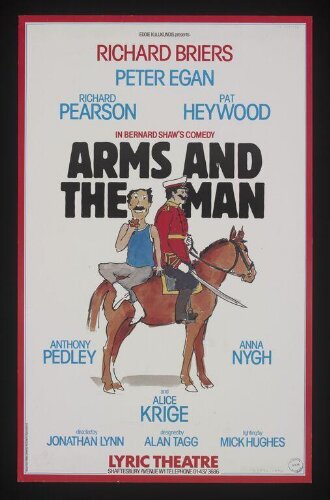 EDDIE KULUKUNDIS presents
RICHARD BRIERS
PETER EGAN
RICHARD PEARSON
PAT HEYWOOD
IN BERNARD SHAW'S COMEDY
ARMS AND
THE MAN
ANTHONY PEDLEY
ANNA NYGH
and
ALICE KRIGE
directed by
JONATHAN LYNN
designed by
ALAN TAGG
lighting by
MICK HUGHES
LYRIC THEATRE
SHAFTESBURY AVENUE W1 TELEPHONE 01-437 3686